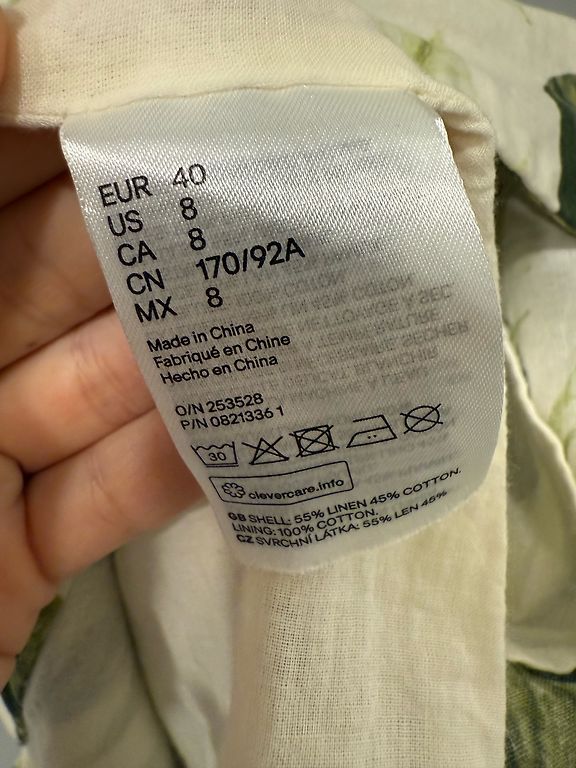 EUR 40
US 8
CA 8
CN 170/92A
MX 8
Made in China
Fabriqué en Chine
Hecho en China
O/N 253528
P/N 0821336 1
30
clevercare.info
GB SHELL: 55% LINEN 45% COTTON.
LINING: 100% COTTON.
CZ SVRCHNÍ LÁTKA: 55% LEN 45%